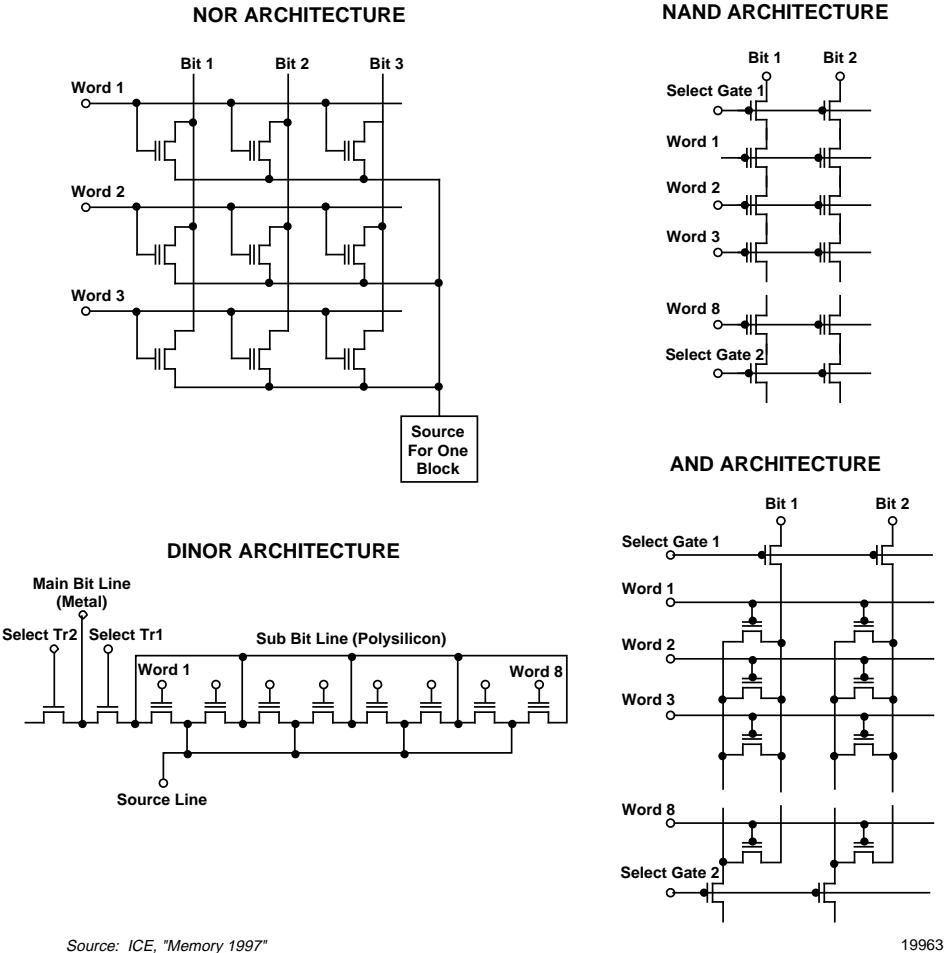 NOR ARCHITECTURE
Bit 1
Bit 2
Bit 3
Word 1
Word 2
Word 3
Source
For One
Block
NAND ARCHITECTURE
Bit 1
Bit 2
Select Gate 1
Word 1
Word 2
Word 3
Word 8
Select Gate 2
DINOR ARCHITECTURE
Main Bit Line
(Metal)
Select Tr2
Select Tr1
Sub Bit Line (Polysilicon)
Word 1
Word 8
Source Line
AND ARCHITECTURE
Bit 1
Bit 2
Select Gate 1
Word 1
Word 2
Word 3
Word 8
Select Gate 2
Source: ICE, "Memory 1997"
19963